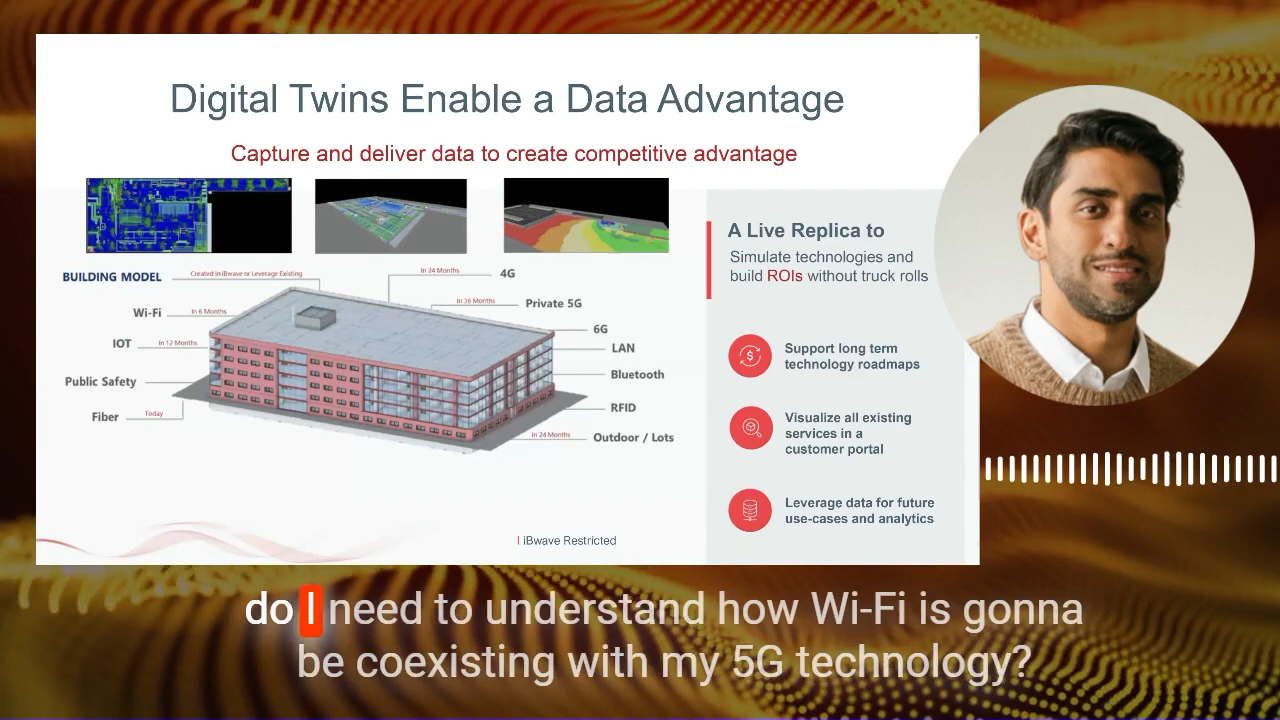 Digital Twins Enable a Data Advantage
Capture and deliver data to create competitive advantage
BUILDING MODEL
Created in iBwave or Leverage Existing
In 24 Months
4G
Wi-Fi
In 6 Months
In 36 Months
Private 5G
IOT
In 12 Months
6G
LAN
Public Safety
Bluetooth
Fiber
Today
RFID
In 24 Months
Outdoor / Lots
A Live Replica to
Simulate technologies and
build ROIs without truck rolls
Support long term
technology roadmaps
Visualize all existing
services in a
customer portal
Leverage data for future
use-cases and analytics
iBwave Restricted
do I need to understand how Wi-Fi is gonna
be coexisting with my 5G technology?